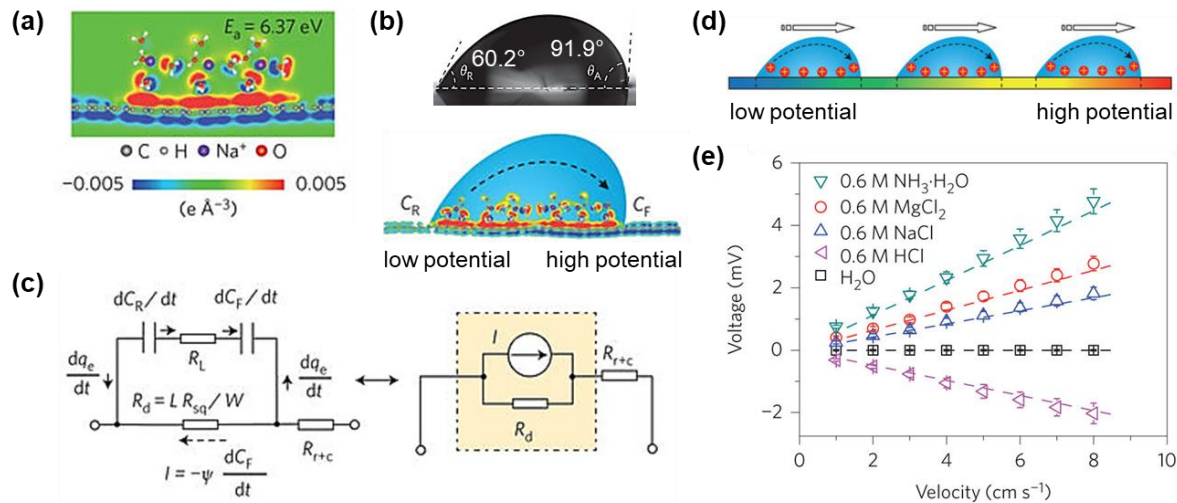 (a)
Eₐ = 6.37 eV
C H Na⁺ O
−0.005 0.005
(e Å⁻³)
(b)
60.2° 91.9°
θR θA
CR CF
low potential high potential
(c)
dCR/dt dCF/dt
RL
dqe/dt dqe/dt
Rd = L Rsq / W
Rr+c
I = −ψ dCF/dt
I
Rr+c
Rd
(d)
low potential high potential
(e)
Voltage (mV)
6
4
2
0
−2
0.6 M NH₃·H₂O
0.6 M MgCl₂
0.6 M NaCl
0.6 M HCl
H₂O
0 2 4 6 8 10
Velocity (cm s⁻¹)